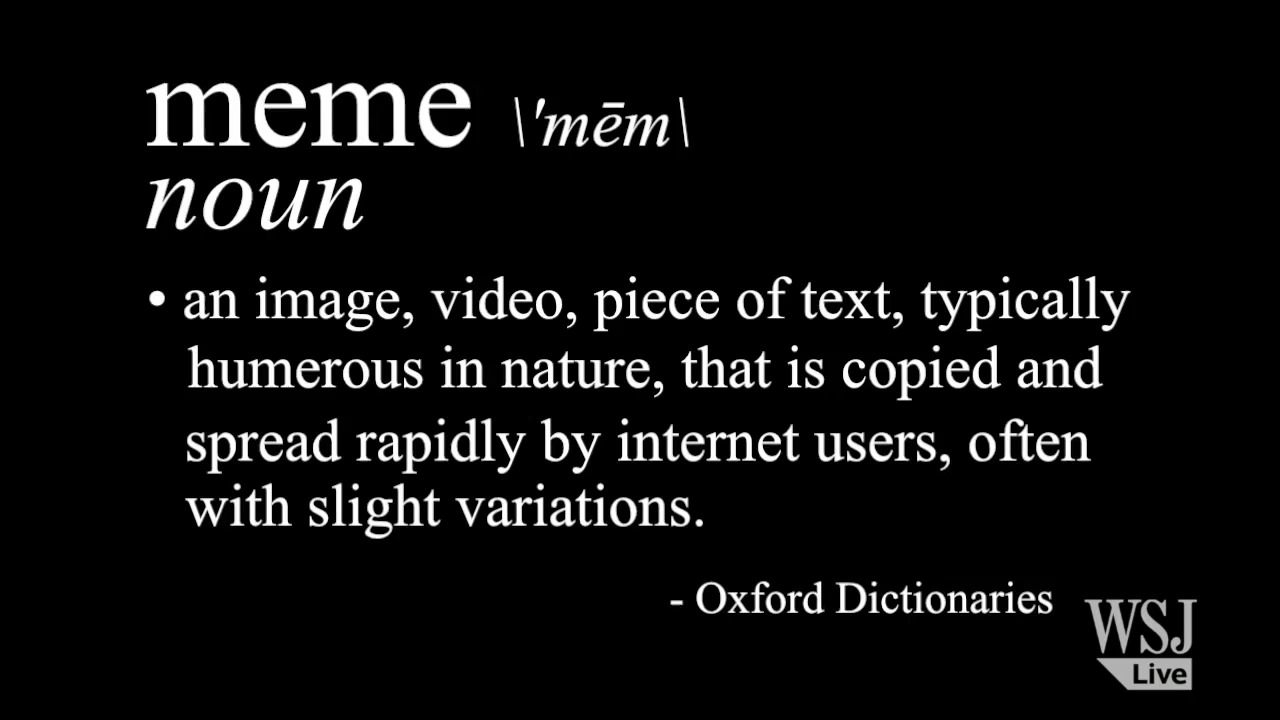 meme \'mēm\
noun
• an image, video, piece of text, typically
humerous in nature, that is copied and
spread rapidly by internet users, often
with slight variations.
- Oxford Dictionaries
WSJ
Live